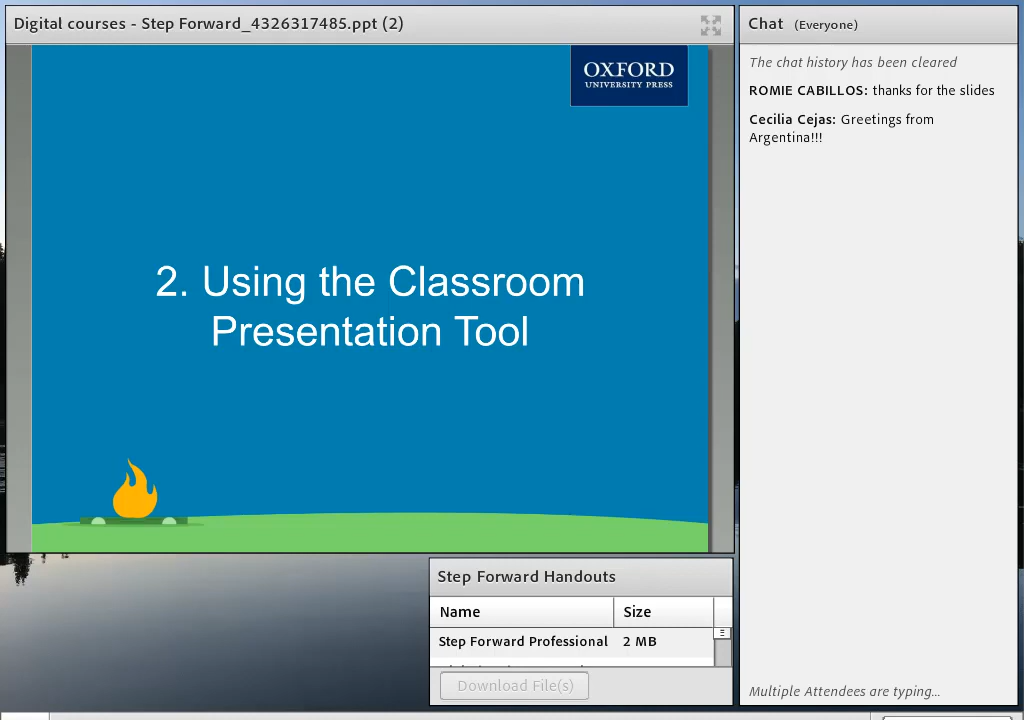 Digital courses - Step Forward_4326317485.ppt (2)
OXFORD
UNIVERSITY PRESS
2. Using the Classroom
Presentation Tool
Step Forward Handouts
Name Size
Step Forward Professional 2 MB
Download File(s)
Chat (Everyone)
The chat history has been cleared
ROMIE CABILLOS: thanks for the slides
Cecilia Cejas: Greetings from
Argentina!!!
Multiple Attendees are typing...